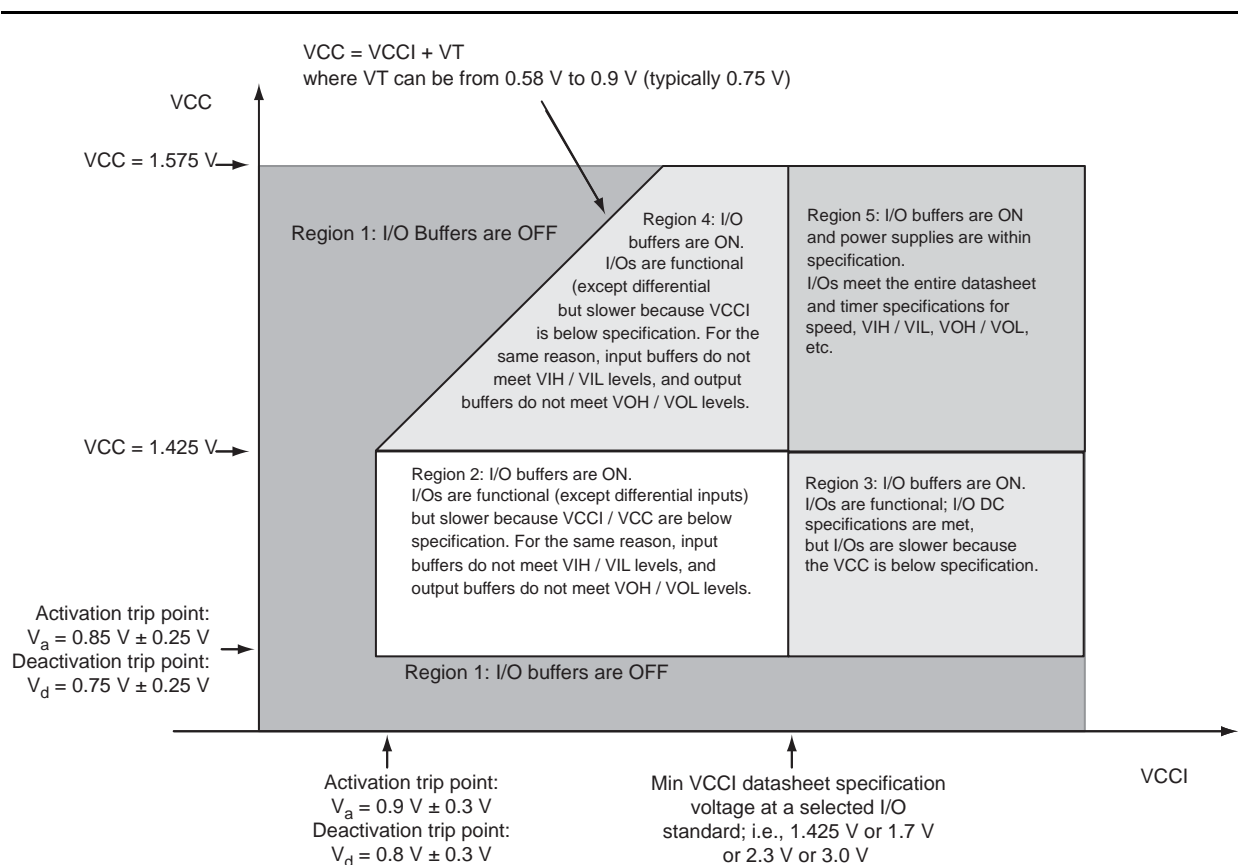 VCC = VCCI + VT
where VT can be from 0.58 V to 0.9 V (typically 0.75 V)
VCC
VCC = 1.575 V
Region 1: I/O Buffers are OFF
Region 4: I/O
buffers are ON.
I/Os are functional
(except differential
but slower because VCCI
is below specification. For the
same reason, input buffers do not
meet VIH / VIL levels, and output
buffers do not meet VOH / VOL levels.
Region 5: I/O buffers are ON
and power supplies are within
specification.
I/Os meet the entire datasheet
and timer specifications for
speed, VIH / VIL, VOH / VOL,
etc.
VCC = 1.425 V
Region 2: I/O buffers are ON.
I/Os are functional (except differential inputs)
but slower because VCCI / VCC are below
specification. For the same reason, input
buffers do not meet VIH / VIL levels, and
output buffers do not meet VOH / VOL levels.
Region 3: I/O buffers are ON.
I/Os are functional; I/O DC
specifications are met,
but I/Os are slower because
the VCC is below specification.
Activation trip point:
Va = 0.85 V ± 0.25 V
Deactivation trip point:
Vd = 0.75 V ± 0.25 V
Region 1: I/O buffers are OFF
VCCI
Activation trip point:
Va = 0.9 V ± 0.3 V
Deactivation trip point:
Vd = 0.8 V ± 0.3 V
Min VCCI datasheet specification
voltage at a selected I/O
standard; i.e., 1.425 V or 1.7 V
or 2.3 V or 3.0 V